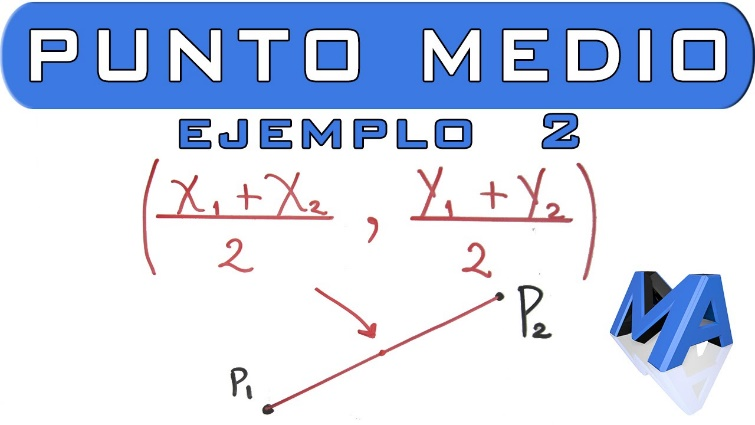 PUNTO MEDIO
EJEMPLO 2
(x₁ + x₂ / 2 , y₁ + y₂ / 2)
P₂
P₁
MA